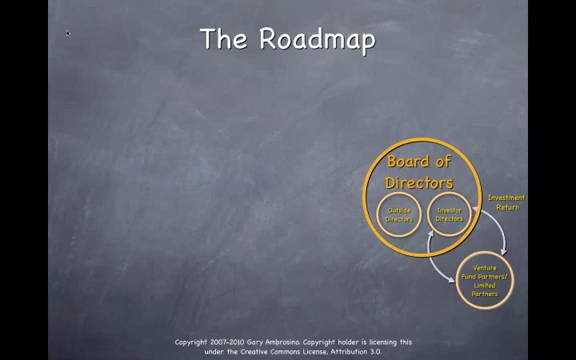 The Roadmap
Board of
Directors
Outside
Directors
Investor
Directors
Investment
Return
Venture
Fund Partners/
Limited
Partners
Copyright 2007-2010 Gary Ambrosino. Copyright holder is licensing this
under the Creative Commons License, Attribution 3.0.